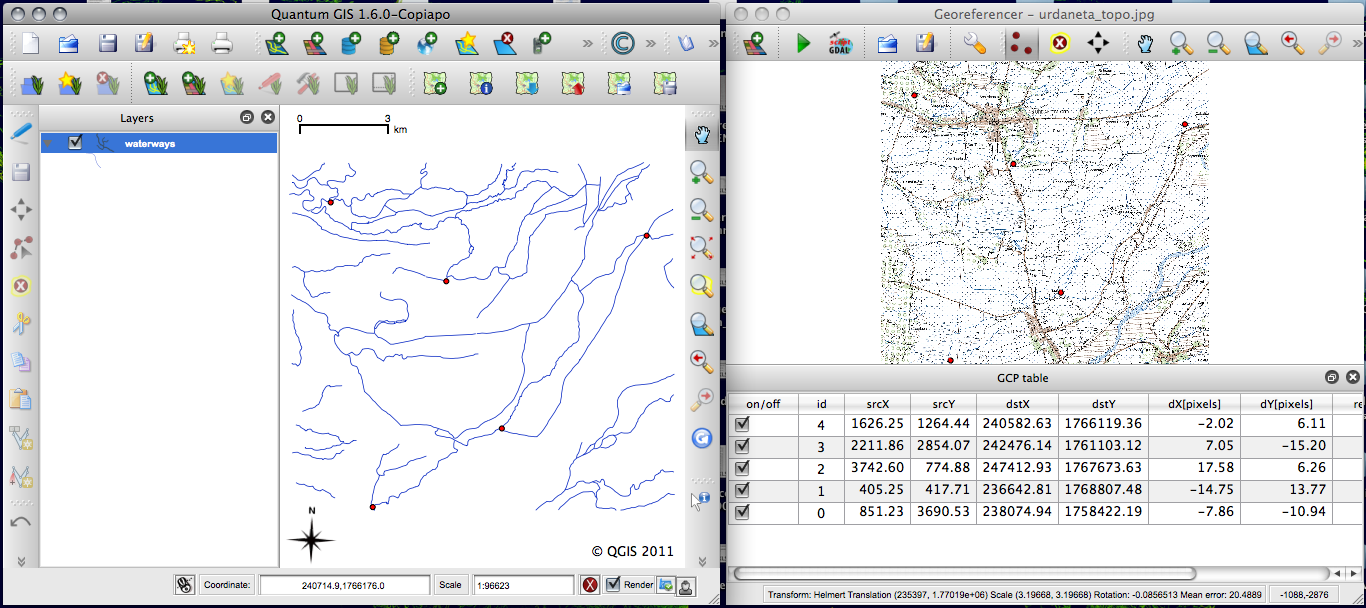 Quantum GIS 1.6.0-Copiapo
Layers
waterways
0 3
km
N
© QGIS 2011
Coordinate: 240714.9,1766176.0 Scale 1:96623 Render
Georeferencer – urdaneta_topo.jpg
script
GDAL
GCP table
on/off id srcX srcY dstX dstY dX[pixels] dY[pixels] re
4 1626.25 1264.44 240582.63 1766119.36 −2.02 6.11
3 2211.86 2854.07 242476.14 1761103.12 7.05 −15.20
2 3742.60 774.88 247412.93 1767673.63 17.58 6.26
1 405.25 417.71 236642.81 1768807.48 −14.75 13.77
0 851.23 3690.53 238074.94 1758422.19 −7.86 −10.94
Transform: Helmert Translation (235397, 1.77019e+06) Scale (3.19668, 3.19668) Rotation: -0.0856513 Mean error: 20.4889 -1088,-2876